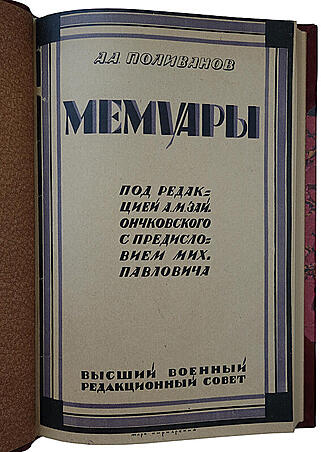 А.А. ПОЛИВАНОВ
МЕМУАРЫ
ПОД РЕДАК=
ЦИЕЙ А.М. ЗАЙ.
ОНЧКОВСКОГО
С ПРЕДИСЛО=
ВИЕМ МИХ.
ПАВЛОВИЧА
ВЫСШИЙ ВОЕННЫЙ
РЕДАКЦИОННЫЙ СОВЕТ